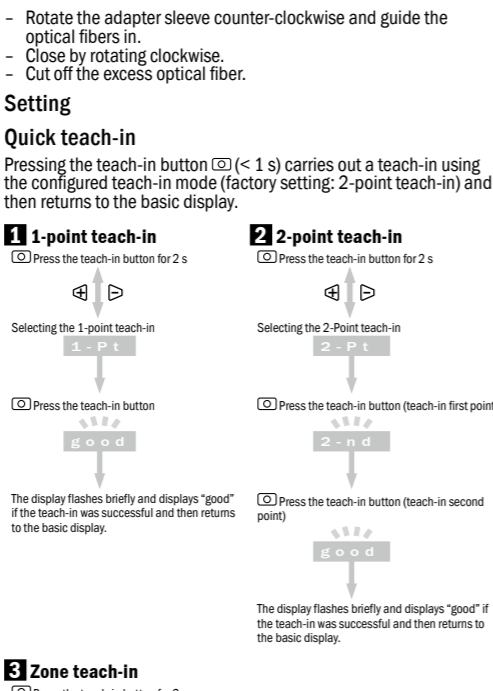 – Rotate the adapter sleeve counter-clockwise and guide the
optical fibers in.
– Close by rotating clockwise.
– Cut off the excess optical fiber.
Setting
Quick teach-in
Pressing the teach-in button (< 1 s) carries out a teach-in using
the configured teach-in mode (factory setting: 2-point teach-in) and
then returns to the basic display.
1 1-point teach-in
Press the teach-in button for 2 s
+ –
Selecting the 1-point teach-in
1 - P t
Press the teach-in button
g o o d
The display flashes briefly and displays “good”
if the teach-in was successful and then returns
to the basic display.
2 2-point teach-in
Press the teach-in button for 2 s
+ –
Selecting the 2-Point teach-in
2 - P t
Press the teach-in button (teach-in first point
2 - n d
Press the teach-in button (teach-in second
point)
g o o d
The display flashes briefly and displays “good” if
the teach-in was successful and then returns to
the basic display.
3 Zone teach-in